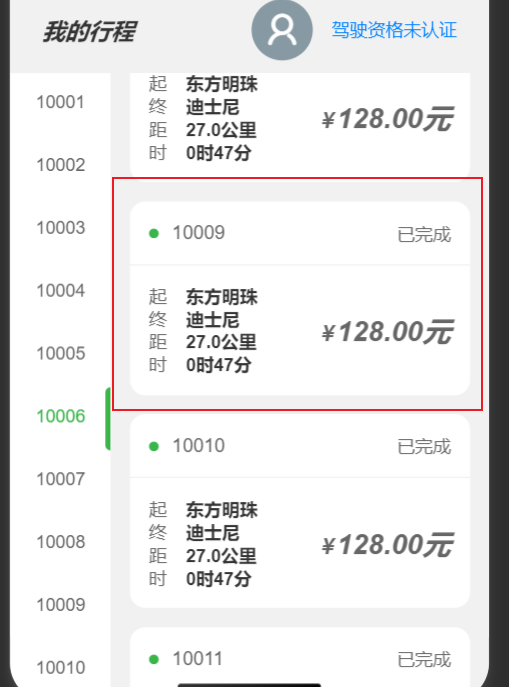 我的行程
驾驶资格未认证
10001
10002
10003
10004
10005
10006
10007
10008
10009
10010
起 东方明珠
终 迪士尼
距 27.0公里
时 0时47分
¥128.00元
10009 已完成
起 东方明珠
终 迪士尼
距 27.0公里
时 0时47分
¥128.00元
10010 已完成
起 东方明珠
终 迪士尼
距 27.0公里
时 0时47分
¥128.00元
10011 已完成